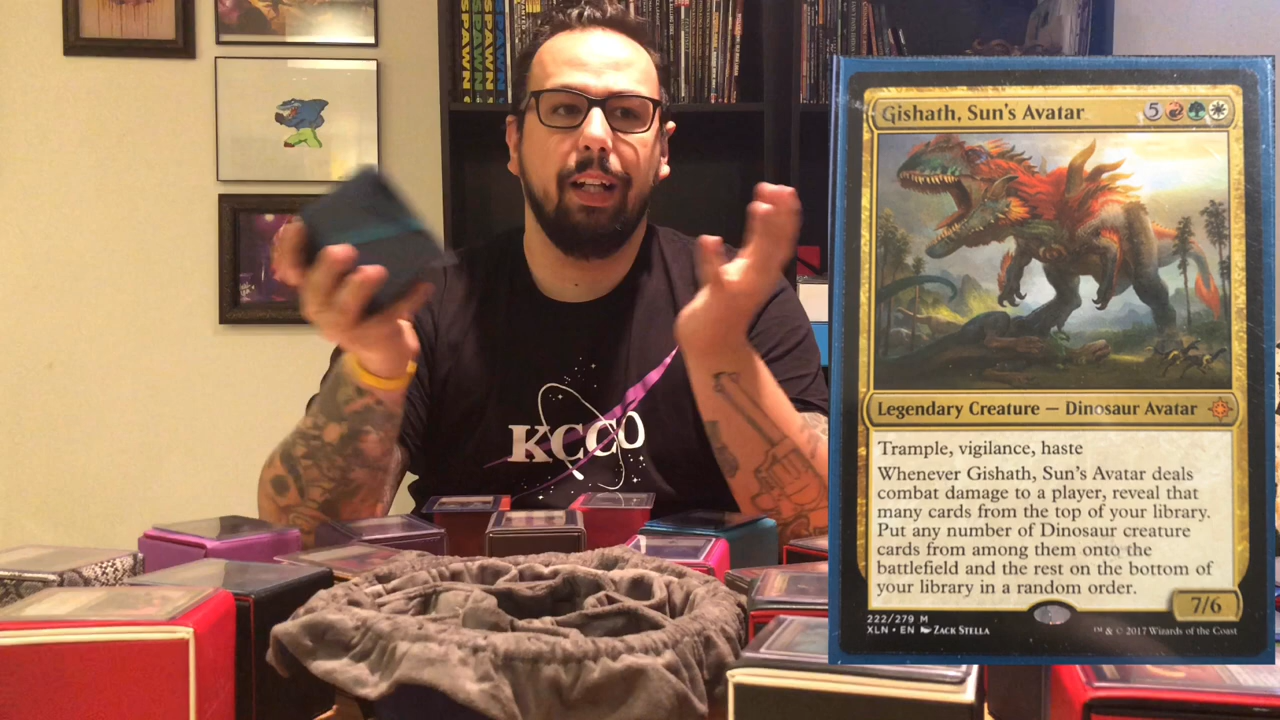 SPAWN
SPAWN
SPAWN
KCCO
Gishath, Sun's Avatar 5
Legendary Creature — Dinosaur Avatar
Trample, vigilance, haste
Whenever Gishath, Sun's Avatar deals
combat damage to a player, reveal that
many cards from the top of your library.
Put any number of Dinosaur creature
cards from among them onto the
battlefield and the rest on the bottom of
your library in a random order.
7/6
222/279 M
XLN • EN Zack Stella
™ & © 2017 Wizards of the Coast